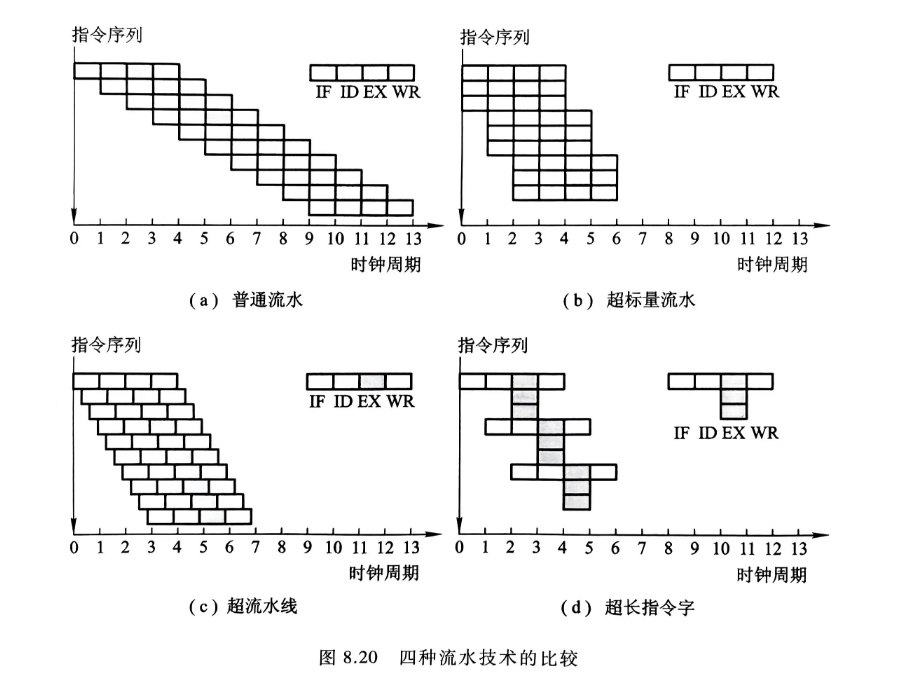 指令序列
IF ID EX WR
0 1 2 3 4 5 6 7 8 9 10 11 12 13
时钟周期
(a) 普通流水
指令序列
IF ID EX WR
0 1 2 3 4 5 6 7 8 9 10 11 12 13
时钟周期
(b) 超标量流水
指令序列
IF ID EX WR
0 1 2 3 4 5 6 7 8 9 10 11 12 13
时钟周期
(c) 超流水线
指令序列
IF ID EX WR
0 1 2 3 4 5 6 7 8 9 10 11 12 13
时钟周期
(d) 超长指令字
图 8.20 四种流水技术的比较